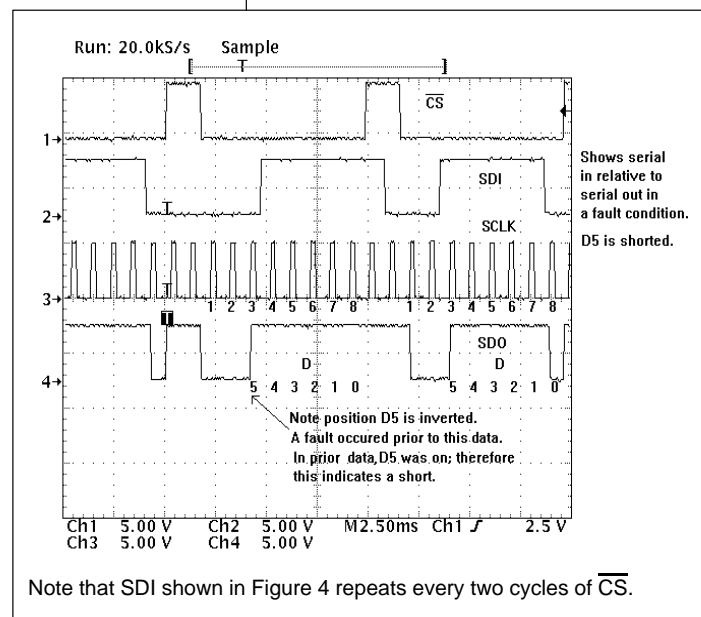 Run: 20.0kS/s Sample
T
CS
1
Shows serial
in relative to
serial out in
a fault condition.
D5 is shorted.
SDI
T
2
SCLK
T
3
1 2 3 4 5 6 7 8 1 2 3 4 5 6 7 8
T
SDO
D D
4
5 4 3 2 1 0 5 4 3 2 1 0
Note position D5 is inverted.
A fault occured prior to this data.
In prior data,D5 was on; therefore
this indicates a short.
Ch1 5.00 V Ch2 5.00 V M2.50ms Ch1 2.5 V
Ch3 5.00 V Ch4 5.00 V
Note that SDI shown in Figure 4 repeats every two cycles of CS.